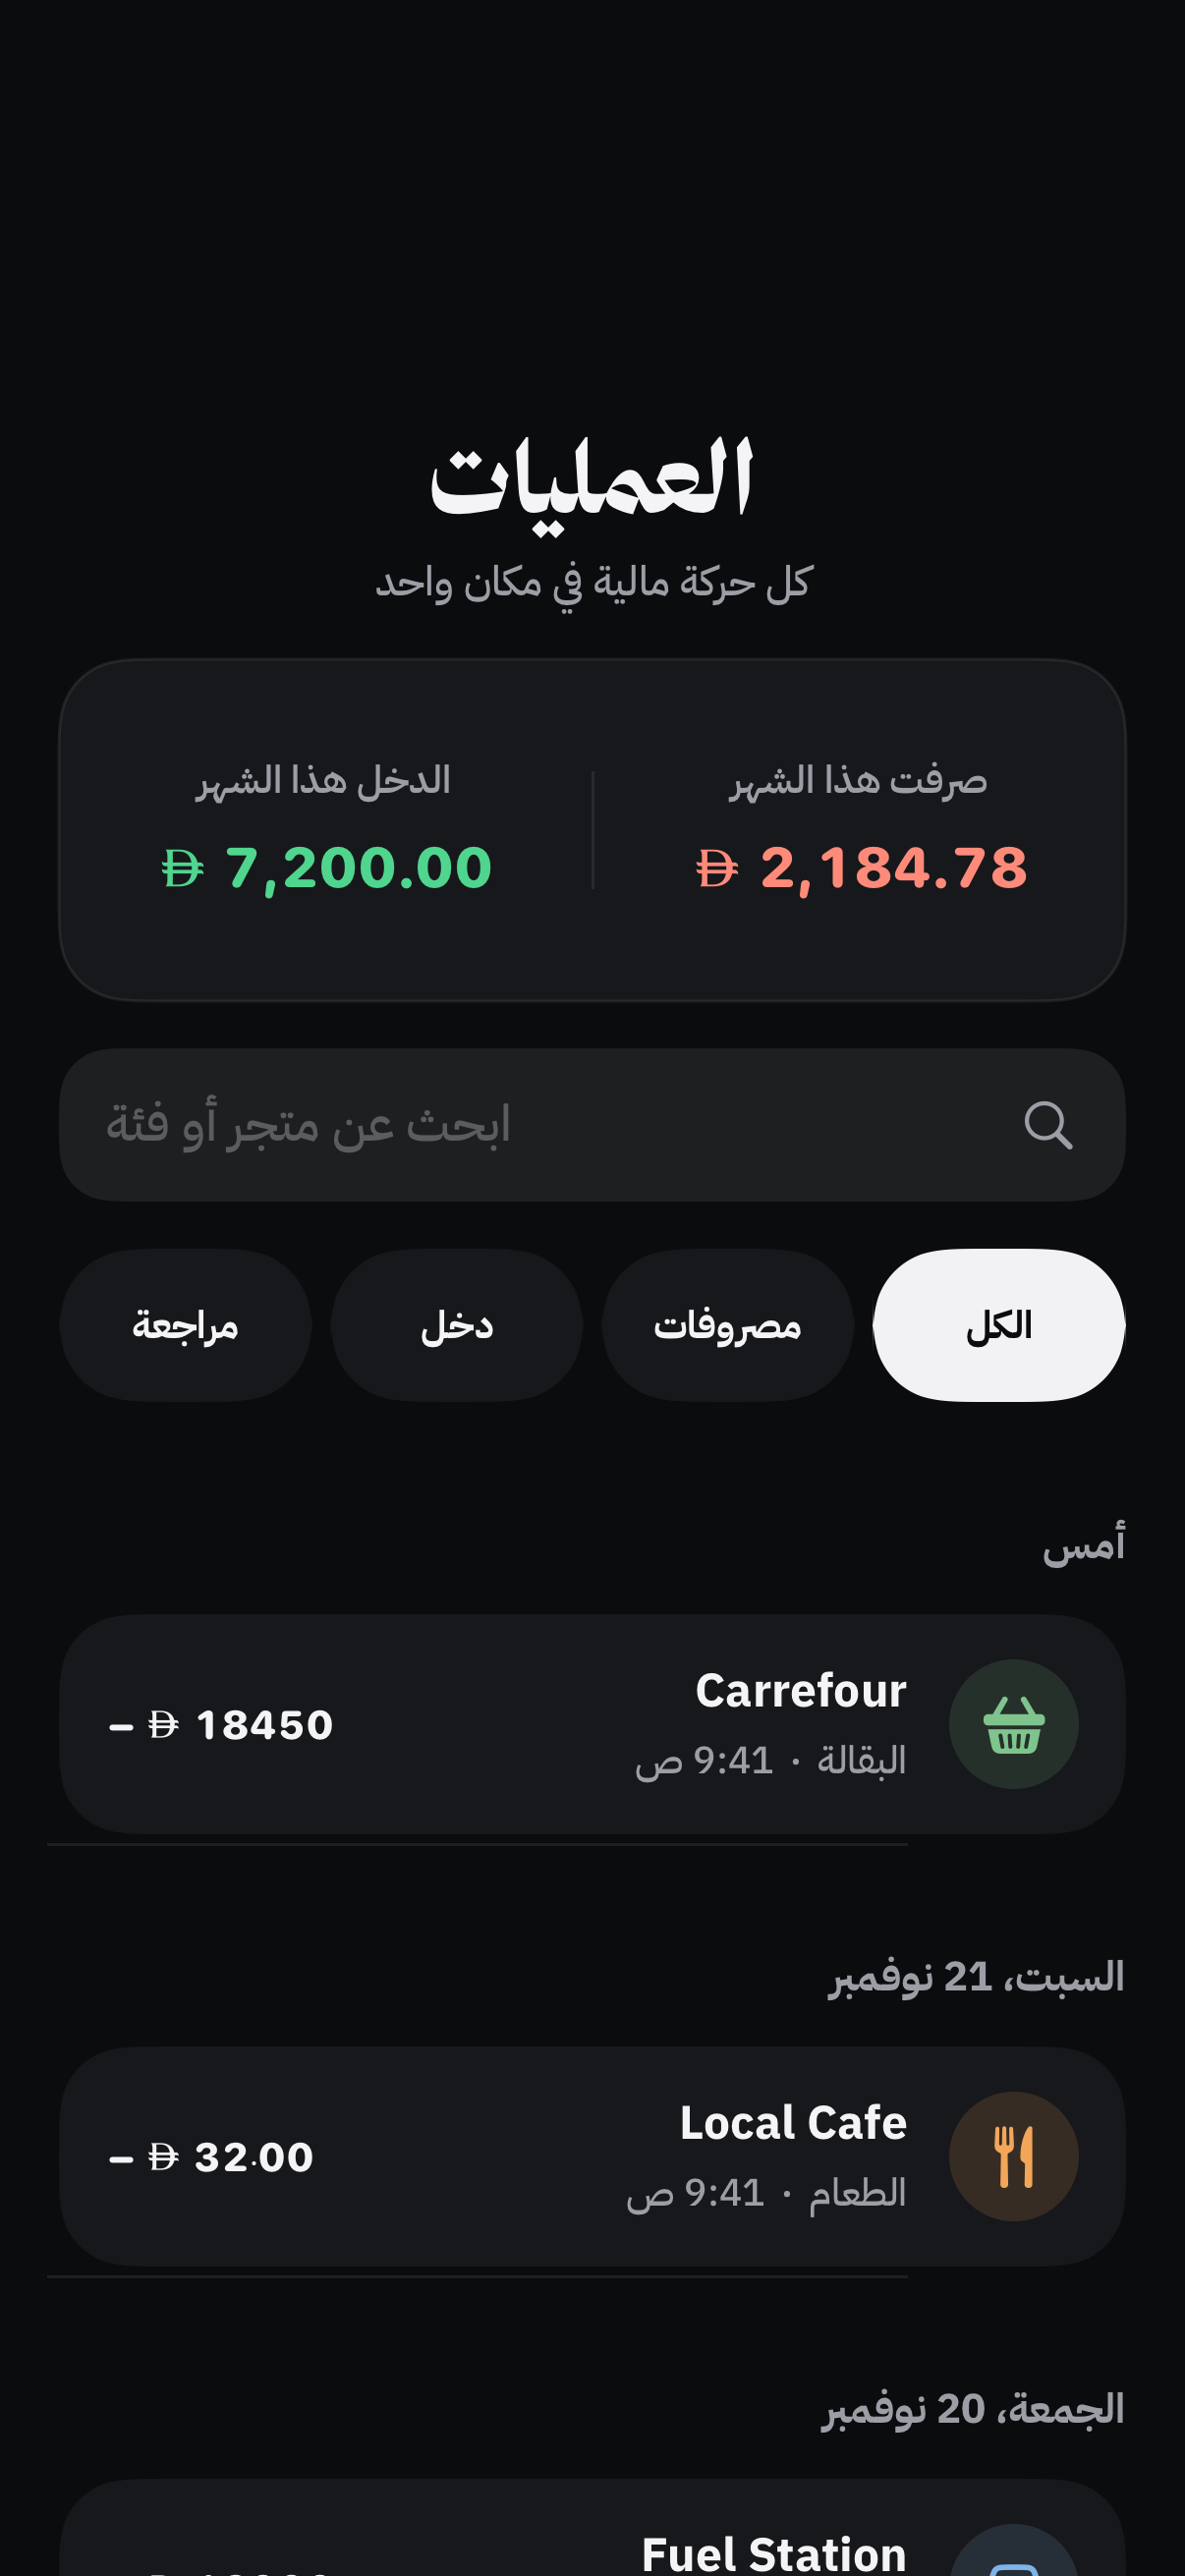 العمليات
كل حركة مالية في مكان واحد
صرفت هذا الشهر
2,184.78
الدخل هذا الشهر
7,200.00
ابحث عن متجر أو فئة
الكل
مصروفات
دخل
مراجعة
أمس
Carrefour
البقالة · 9:41 ص
– 18450
السبت، 21 نوفمبر
Local Cafe
الطعام · 9:41 ص
– 32.00
الجمعة، 20 نوفمبر
Fuel Station